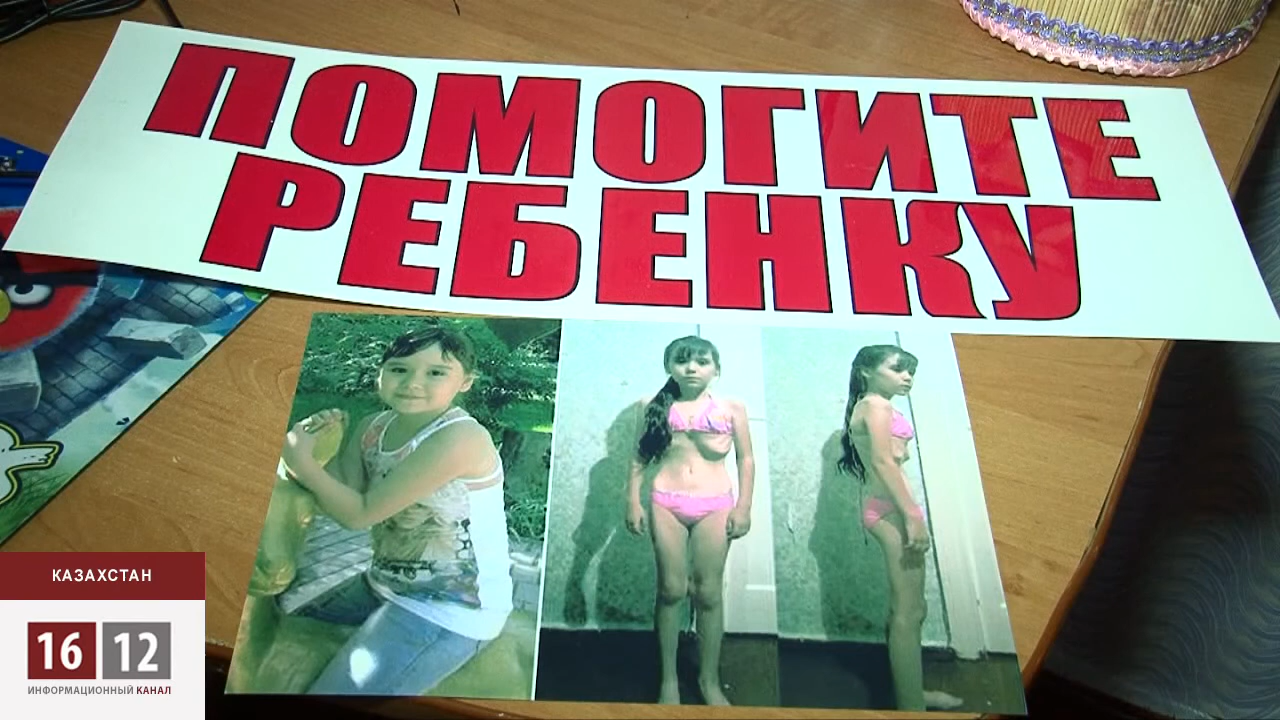 ПОМОГИТЕ
РЕБЕНКУ
КАЗАХСТАН
16 12
ИНФОРМАЦИОННЫЙ КАНАЛ